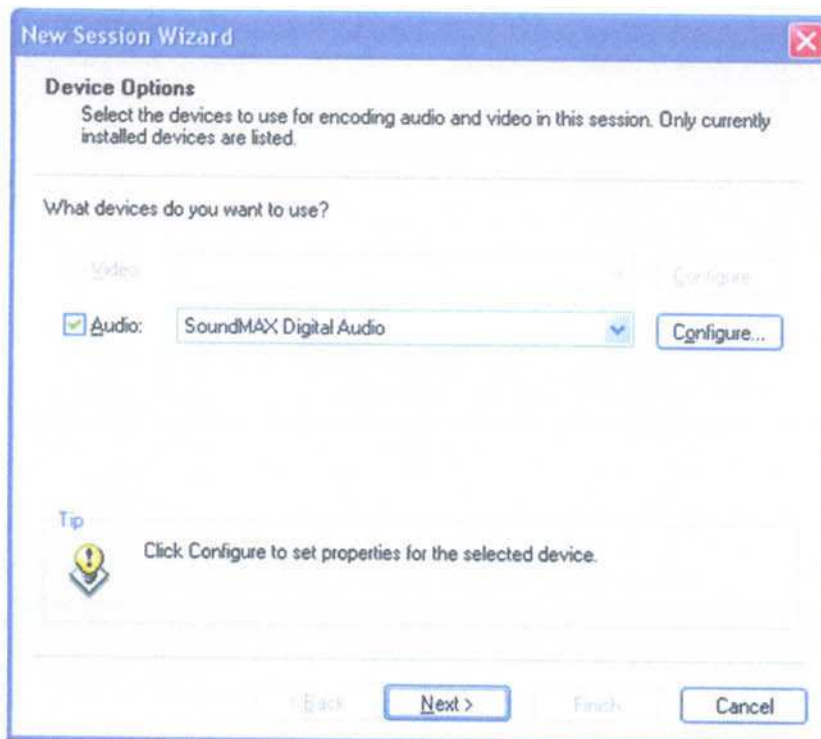 New Session Wizard
Device Options
Select the devices to use for encoding audio and video in this session. Only currently
installed devices are listed.
What devices do you want to use?
Video: Configure
Audio: SoundMAX Digital Audio Configure...
Tip
Click Configure to set properties for the selected device.
Back Next > Finish Cancel